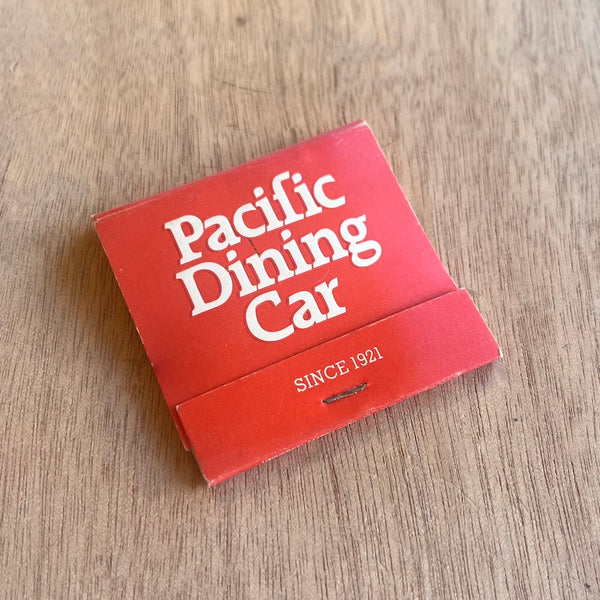 Pacific
Dining
Car
SINCE 1921